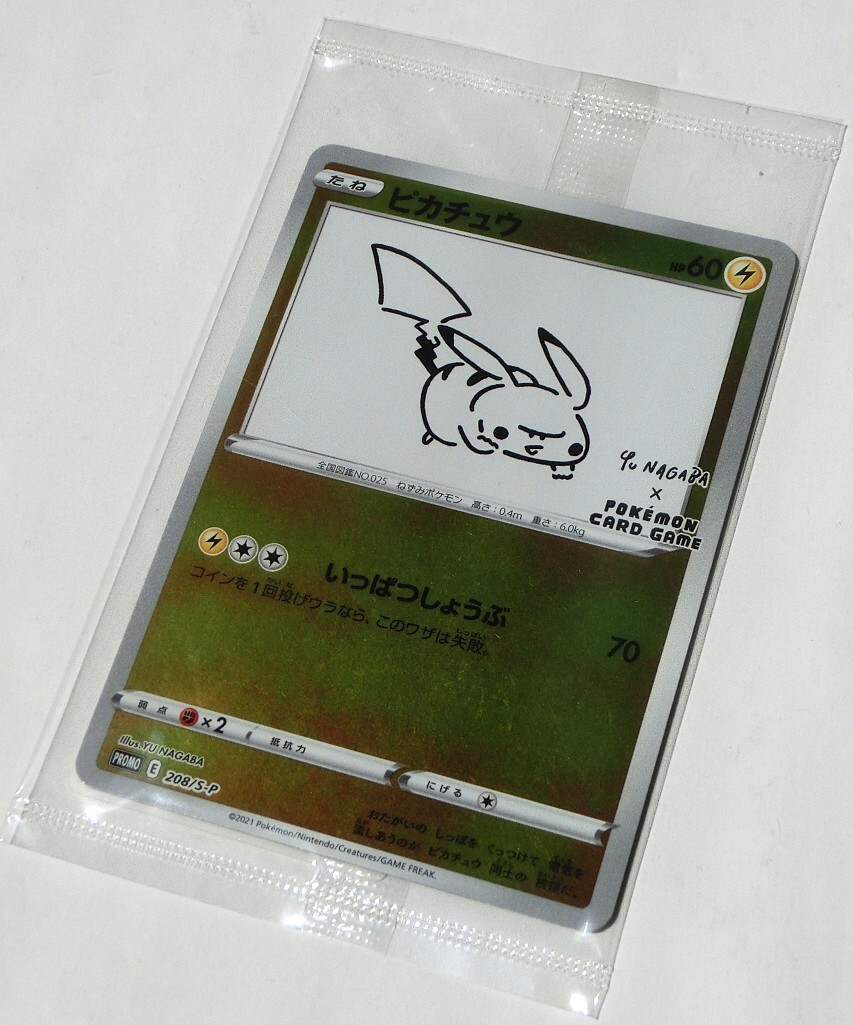 たね ピカチュウ HP60
Yu NAGABA
×
POKÉMON
CARD GAME
全国図鑑NO.025 ねずみポケモン 高さ:0.4m 重さ:6.0kg
いっぱつしょうぶ 70
コインを1回投げウラなら、このワザは失敗。
弱点 ×2 抵抗力 にげる
Illus.YU NAGABA
PROMO E 208/S-P
おたがいの しっぽを くっつけて 電気を
流しあうのが ピカチュウ 同士の 挨拶だ。
©2021 Pokémon/Nintendo/Creatures/GAME FREAK.